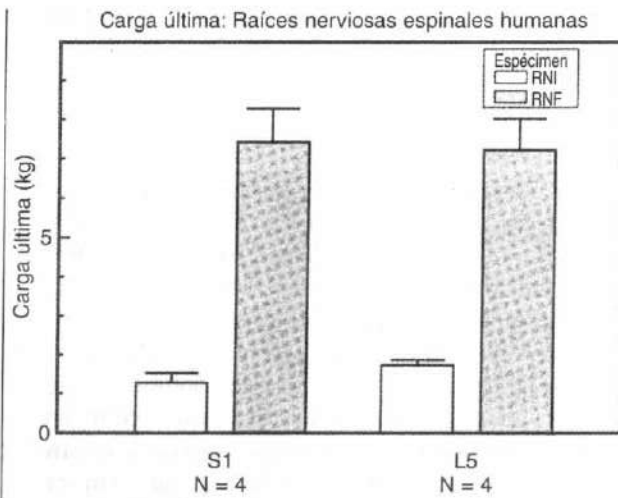 Carga última: Raíces nerviosas espinales humanas
Espécimen
RNI
RNF
Carga última (kg)
5
0
S1
L5
N = 4
N = 4